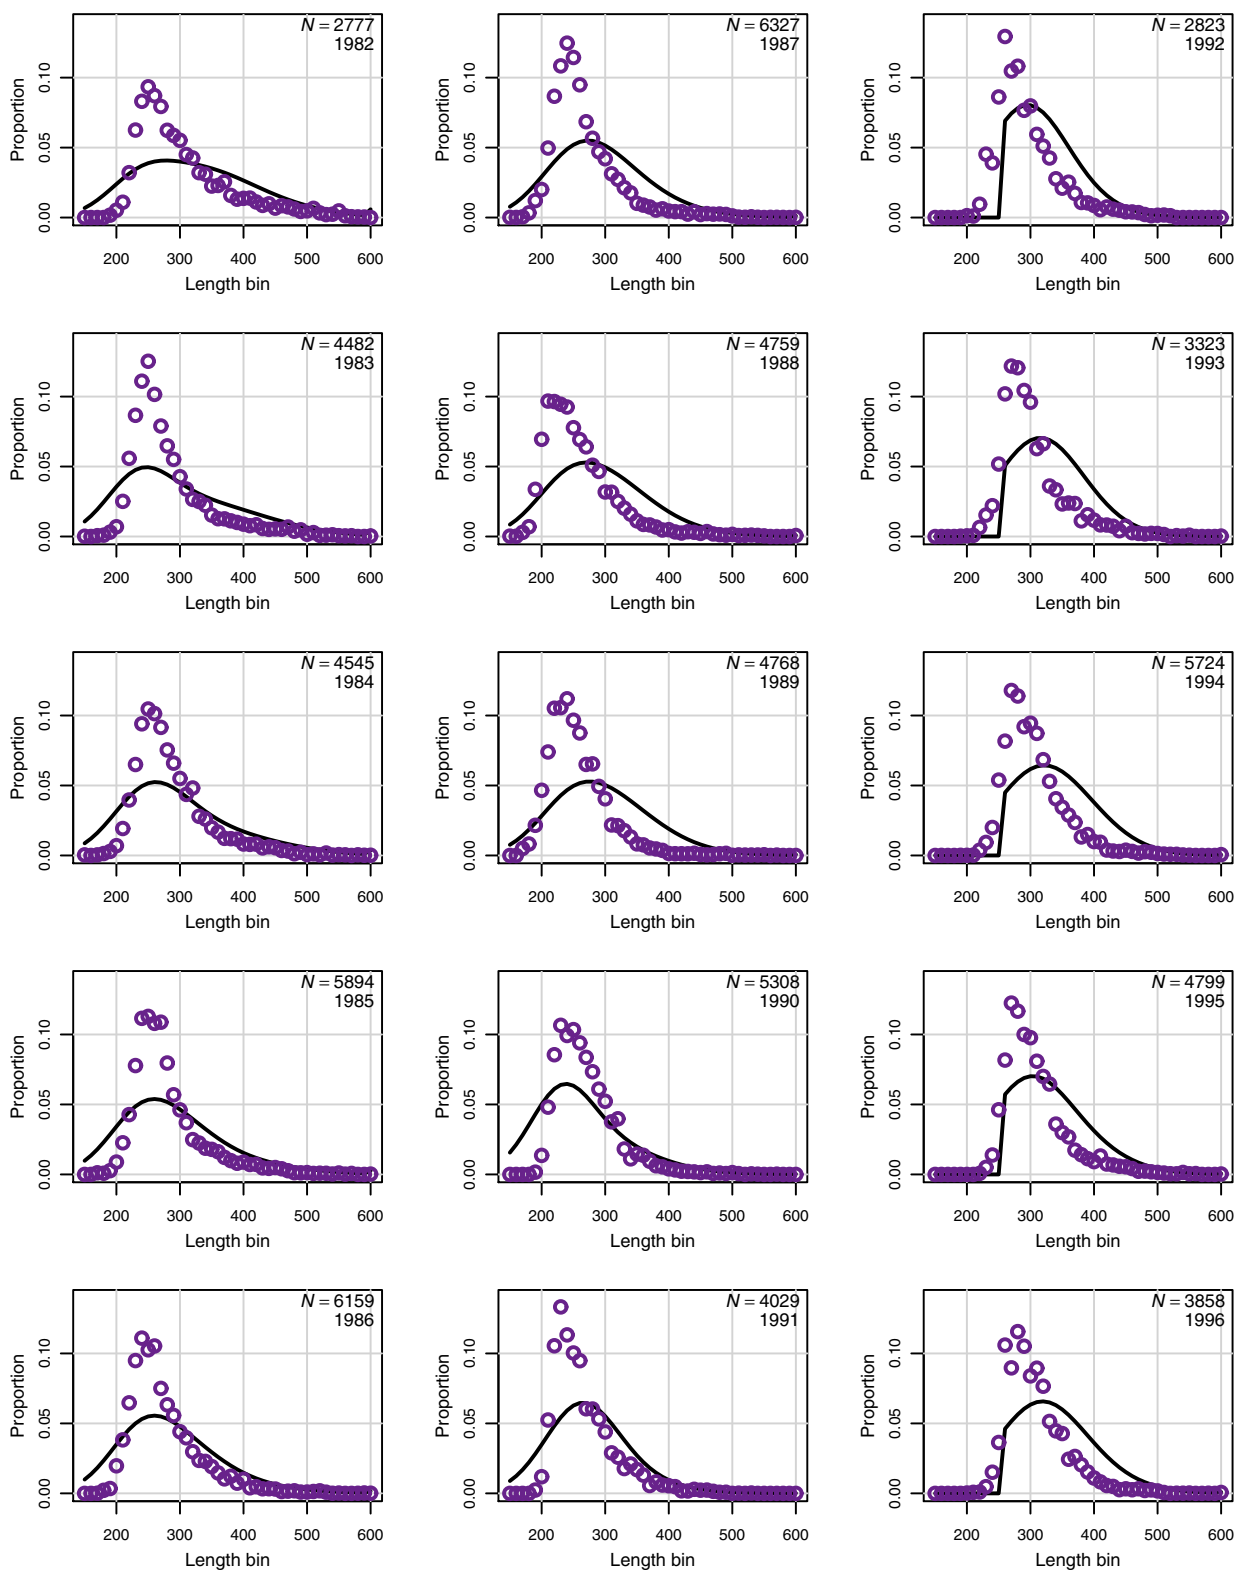 N = 2777
1982
Proportion
0.00 0.05 0.10
200 300 400 500 600
Length bin
N = 6327
1987
Proportion
0.00 0.05 0.10
200 300 400 500 600
Length bin
N = 2823
1992
Proportion
0.00 0.05 0.10
200 300 400 500 600
Length bin
N = 4482
1983
Proportion
0.00 0.05 0.10
200 300 400 500 600
Length bin
N = 4759
1988
Proportion
0.00 0.05 0.10
200 300 400 500 600
Length bin
N = 3323
1993
Proportion
0.00 0.05 0.10
200 300 400 500 600
Length bin
N = 4545
1984
Proportion
0.00 0.05 0.10
200 300 400 500 600
Length bin
N = 4768
1989
Proportion
0.00 0.05 0.10
200 300 400 500 600
Length bin
N = 5724
1994
Proportion
0.00 0.05 0.10
200 300 400 500 600
Length bin
N = 5894
1985
Proportion
0.00 0.05 0.10
200 300 400 500 600
Length bin
N = 5308
1990
Proportion
0.00 0.05 0.10
200 300 400 500 600
Length bin
N = 4799
1995
Proportion
0.00 0.05 0.10
200 300 400 500 600
Length bin
N = 6159
1986
Proportion
0.00 0.05 0.10
200 300 400 500 600
Length bin
N = 4029
1991
Proportion
0.00 0.05 0.10
200 300 400 500 600
Length bin
N = 3858
1996
Proportion
0.00 0.05 0.10
200 300 400 500 600
Length bin